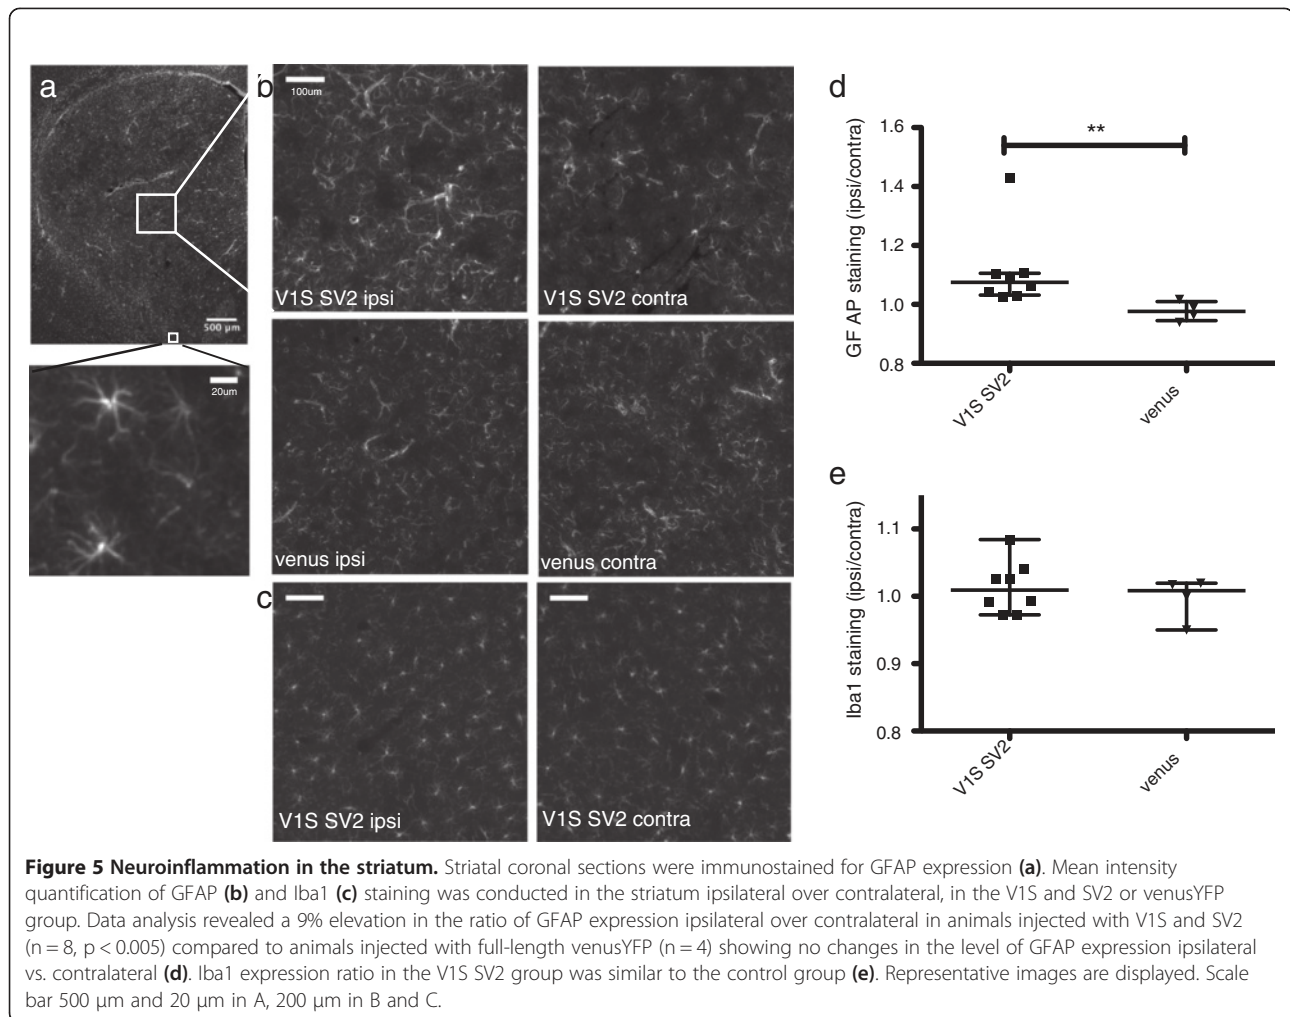 a
b
100um
V1S SV2 ipsi
V1S SV2 contra
500 µm
20um
venus ipsi
venus contra
c
V1S SV2 ipsi
V1S SV2 contra
d
**
1.6
1.4
1.2
1.0
0.8
GF AP staining (ipsi/contra)
V1S SV2
venus
e
1.1
1.0
0.9
0.8
Iba1 staining (ipsi/contra)
V1S SV2
venus
Figure 5 Neuroinflammation in the striatum. Striatal coronal sections were immunostained for GFAP expression (a). Mean intensity
quantification of GFAP (b) and Iba1 (c) staining was conducted in the striatum ipsilateral over contralateral, in the V1S and SV2 or venusYFP
group. Data analysis revealed a 9% elevation in the ratio of GFAP expression ipsilateral over contralateral in animals injected with V1S and SV2
(n = 8, p < 0.005) compared to animals injected with full-length venusYFP (n = 4) showing no changes in the level of GFAP expression ipsilateral
vs. contralateral (d). Iba1 expression ratio in the V1S SV2 group was similar to the control group (e). Representative images are displayed. Scale
bar 500 µm and 20 µm in A, 200 µm in B and C.